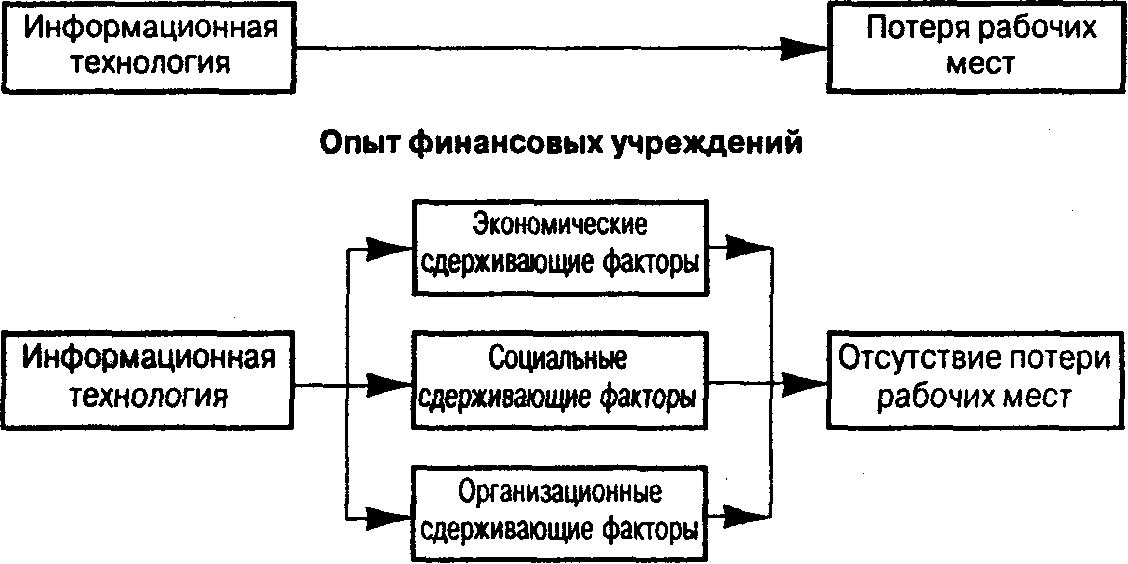 Информационная
технология
Потеря рабочих
мест
Опыт финансовых учреждений
Экономические
сдерживающие факторы
Информационная
технология
Социальные
сдерживающие факторы
Отсутствие потери
рабочих мест
Организационные
сдерживающие факторы